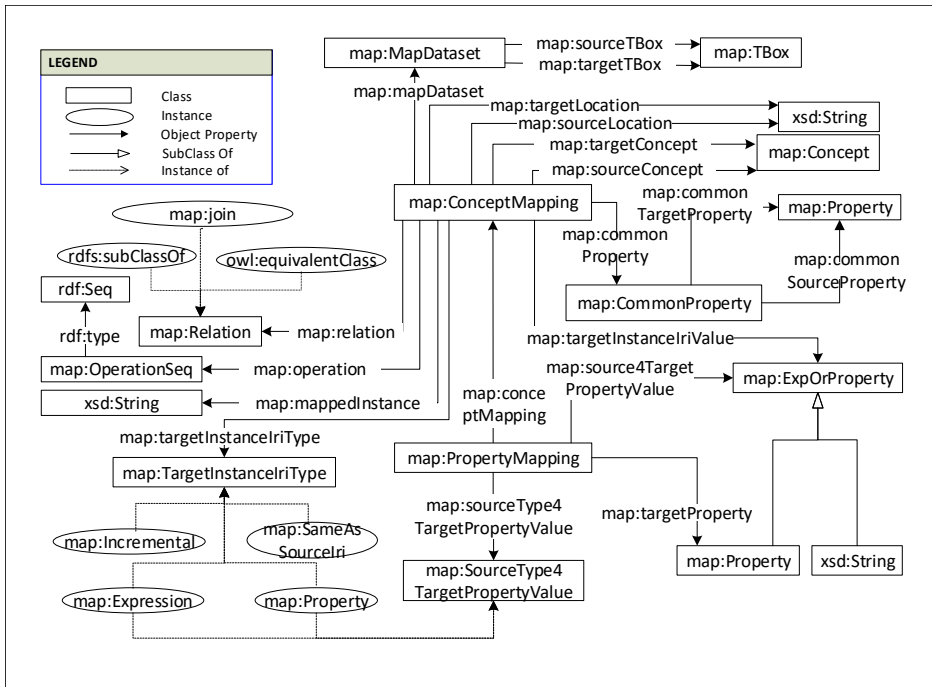 LEGEND
Class
Instance
Object Property
SubClass Of
Instance of
map:MapDataset
map:sourceTBox
map:targetTBox
map:TBox
map:mapDataset
map:targetLocation
map:sourceLocation
xsd:String
map:targetConcept
map:sourceConcept
map:Concept
map:ConceptMapping
map:common
TargetProperty
map:Property
map:join
rdfs:subClassOf
owl:equivalentClass
map:common
Property
map:common
SourceProperty
rdf:Seq
map:CommonProperty
rdf:type
map:Relation
map:relation
map:targetInstanceIriValue
map:OperationSeq
map:operation
map:source4Target
PropertyValue
map:ExpOrProperty
xsd:String
map:mappedInstance
map:conce
ptMapping
map:targetInstanceIriType
map:TargetInstanceIriType
map:PropertyMapping
map:sourceType4
TargetPropertyValue
map:targetProperty
map:Incremental
map:SameAs
SourceIri
map:Property
xsd:String
map:SourceType4
TargetPropertyValue
map:Expression
map:Property